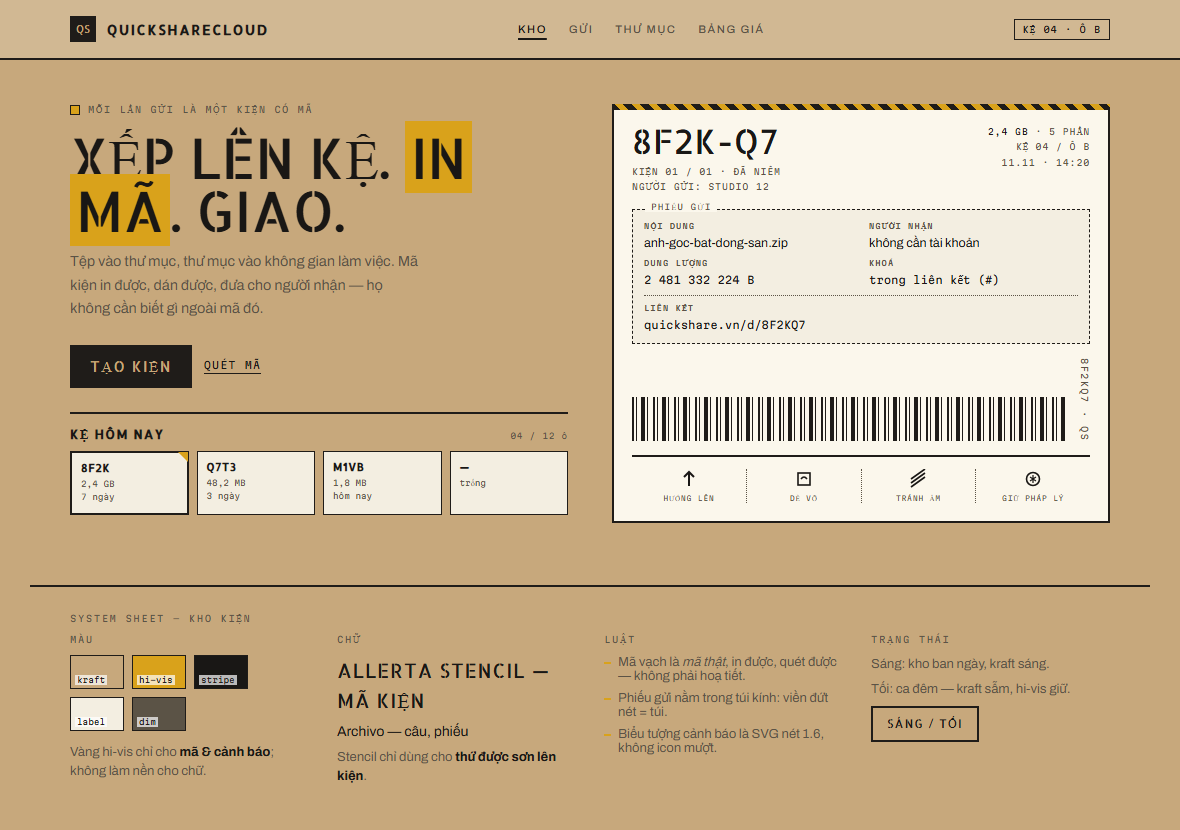 QS QUICKSHARECLOUD
KHO GỬI THƯ MỤC BẢNG GIÁ
KỆ 04 · Ô B
MỖI LẦN GỬI LÀ MỘT KIỆN CÓ MÃ
XẾP LÊN KỆ. IN
MÃ. GIAO.
Tệp vào thư mục, thư mục vào không gian làm việc. Mã
kiện in được, dán được, đưa cho người nhận — họ
không cần biết gì ngoài mã đó.
TẠO KIỆN QUÉT MÃ
KỆ HÔM NAY 04 / 12 ô
8F2K
2,4 GB
7 ngày
Q7T3
48,2 MB
3 ngày
M1VB
1,8 MB
hôm nay
—
trống
8F2K-Q7
KIỆN 01 / 01 · ĐÃ NIÊM
NGƯỜI GỬI: STUDIO 12
2,4 GB · 5 PHẦN
KỆ 04 / Ô B
11.11 · 14:20
PHIẾU GỬI
NỘI DUNG
anh-goc-bat-dong-san.zip
NGƯỜI NHẬN
không cần tài khoản
DUNG LƯỢNG
2 481 332 224 B
KHOÁ
trong liên kết (#)
LIÊN KẾT
quickshare.vn/d/8F2KQ7
8F2KQ7 · QS
HƯỚNG LÊN
DỄ VỠ
TRÁNH ẨM
GIỮ PHÁP LÝ
SYSTEM SHEET — KHO KIỆN
MÀU
kraft
hi-vis
stripe
label
dim
Vàng hi-vis chỉ cho mã & cảnh báo;
không làm nền cho chữ.
CHỮ
ALLERTA STENCIL —
MÃ KIỆN
Archivo — câu, phiếu
Stencil chỉ dùng cho thứ được sơn lên
kiện.
LUẬT
– Mã vạch là mã thật, in được, quét được
— không phải hoạ tiết.
– Phiếu gửi nằm trong túi kính: viền đứt
nét = túi.
– Biểu tượng cảnh báo là SVG nét 1.6,
không icon mượt.
TRẠNG THÁI
Sáng: kho ban ngày, kraft sáng.
Tối: ca đêm — kraft sẫm, hi-vis giữ.
SÁNG / TỐI